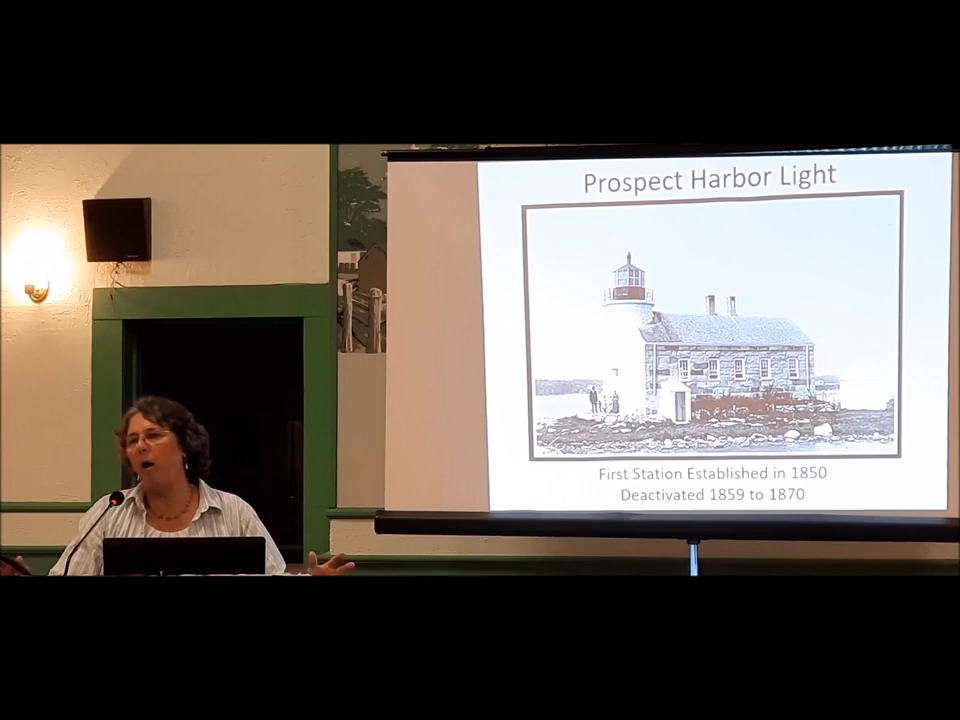 Prospect Harbor Light
First Station Established in 1850
Deactivated 1859 to 1870